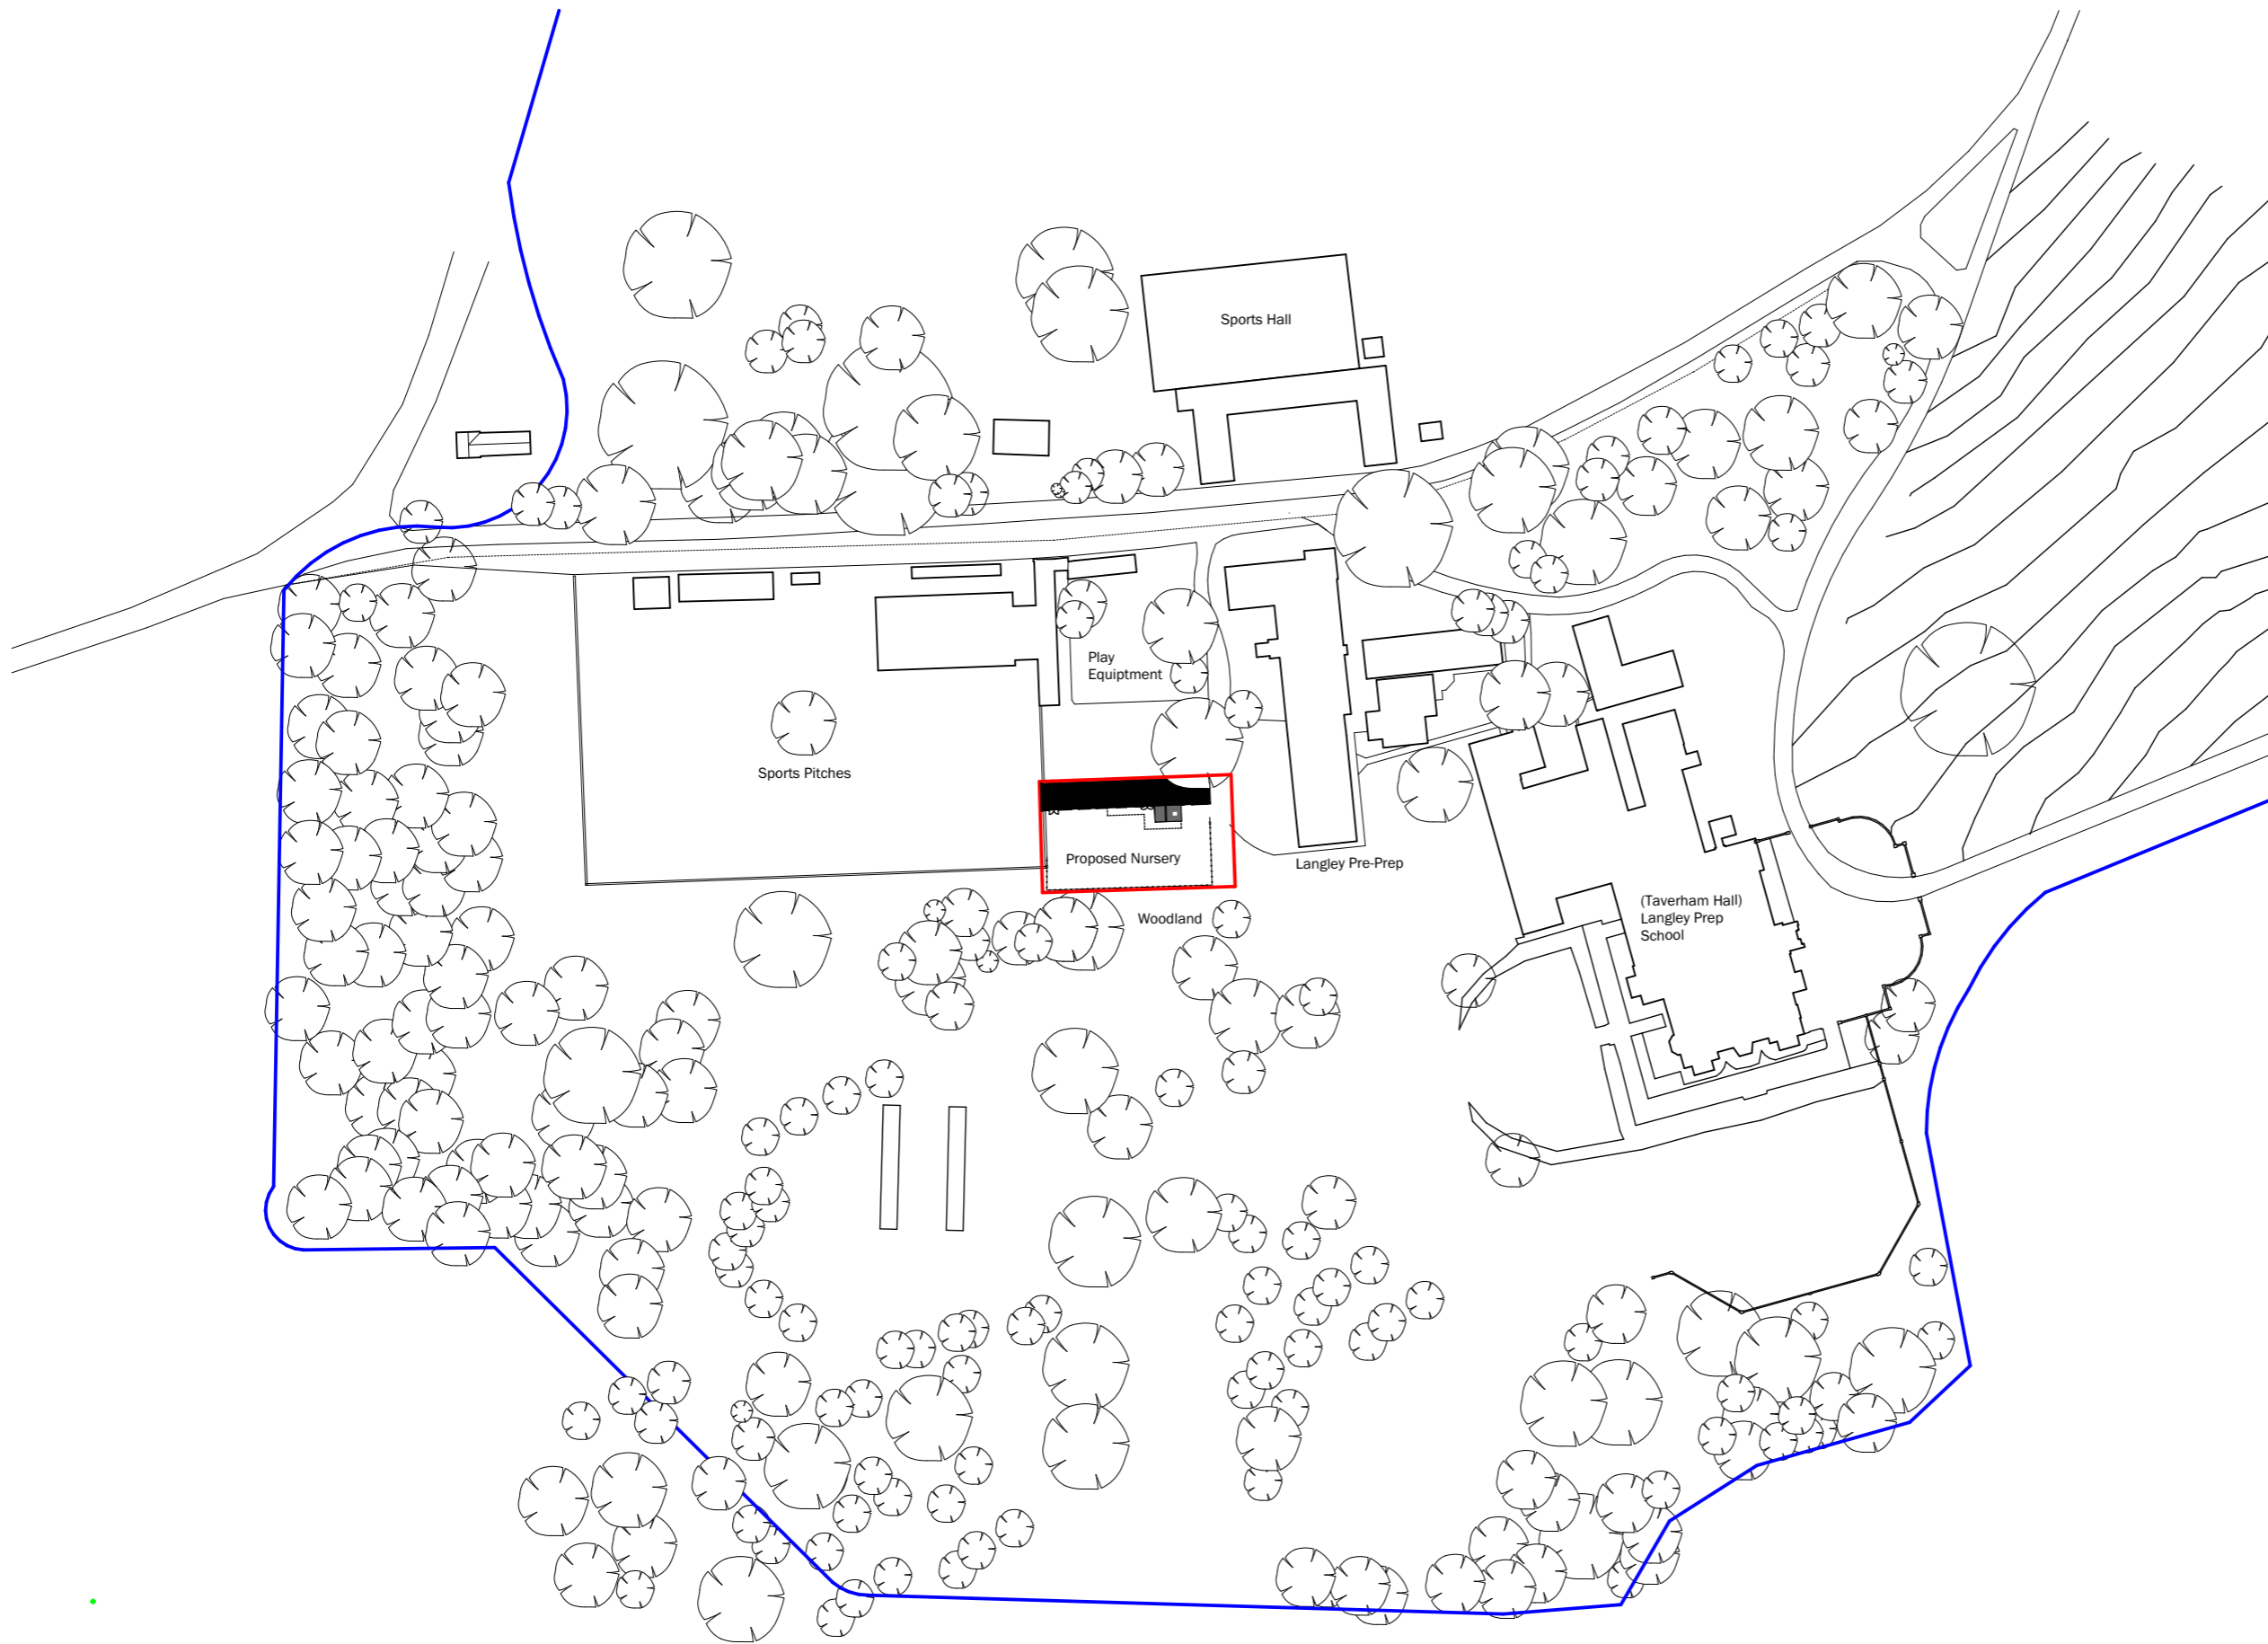 Sports Hall
Play
Equiptment
Sports Pitches
Proposed Nursery
Langley Pre-Prep
(Taverham Hall)
Langley Prep
School
Woodland